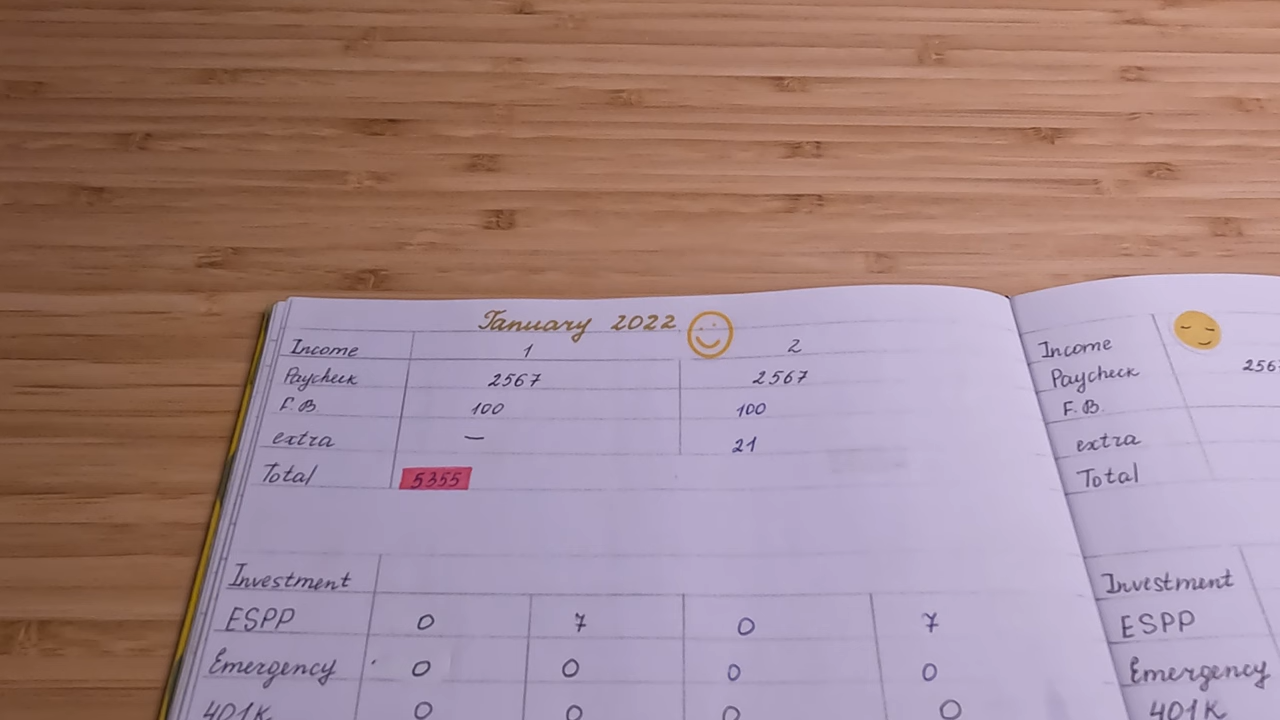 January 2022
Income 1 2
Paycheck 2567 2567
F.B. 100 100
extra — 21
Total 5355
Investment
ESPP 0 7 0 7
Emergency 0 0 0 0
401K 0 0 0 0
Income
Paycheck 256
F.B.
extra
Total
Investment
ESPP
Emergency
401K